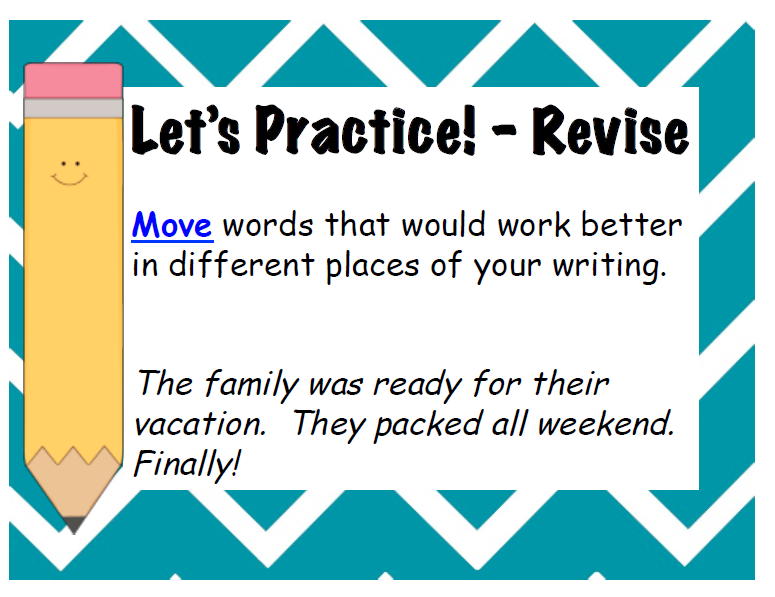 Let's Practice! - Revise
Move words that would work better
in different places of your writing.
The family was ready for their
vacation.  They packed all weekend.
Finally!